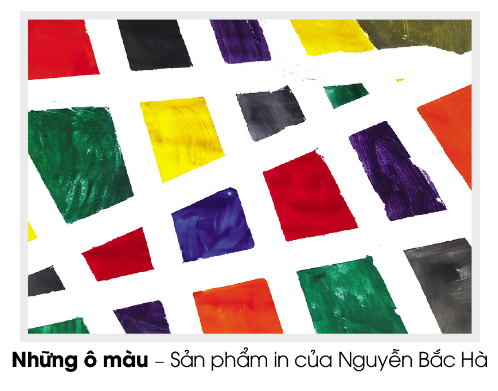 Những ô màu – Sản phẩm in của Nguyễn Bắc Hà